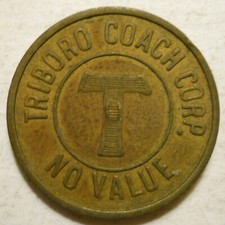 TRIBORO COACH CORP.
T
NO VALUE